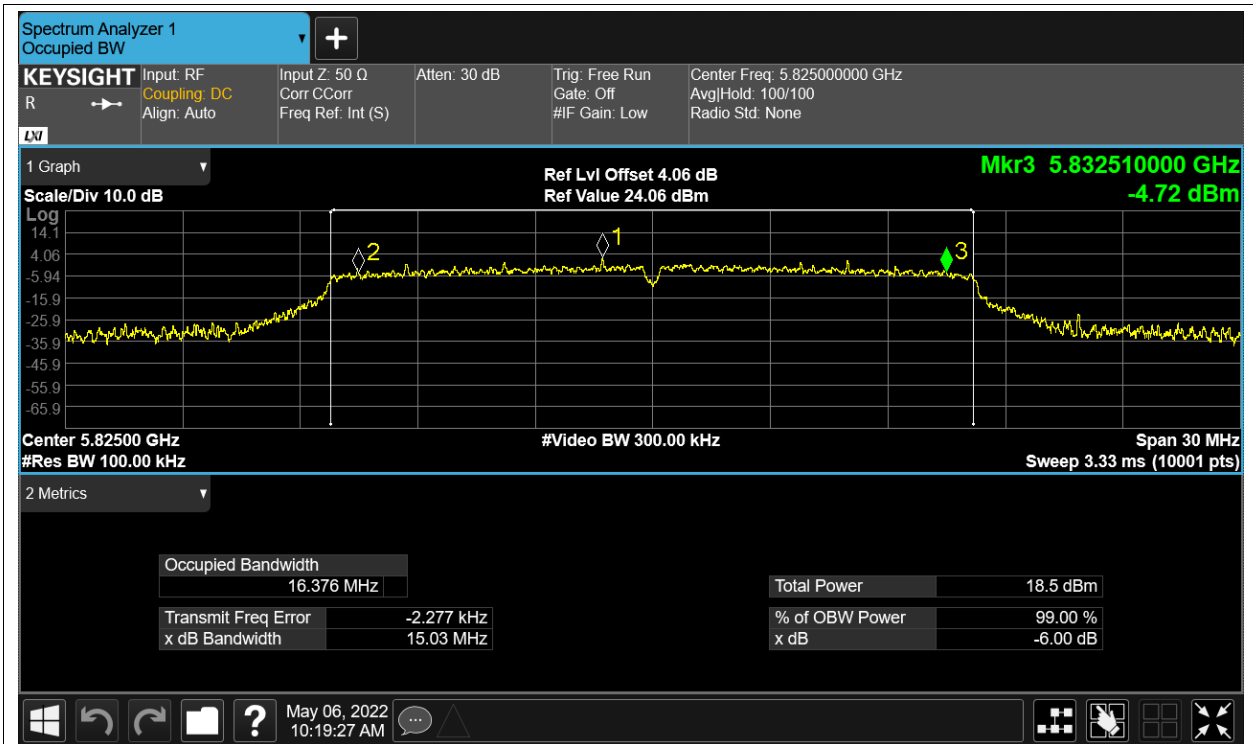 Spectrum Analyzer 1
Occupied BW
KEYSIGHT
R
LXI
Input: RF
Coupling: DC
Align: Auto
Input Z: 50 Ω
Corr CCorr
Freq Ref: Int (S)
Atten: 30 dB
Trig: Free Run
Gate: Off
#IF Gain: Low
Center Freq: 5.825000000 GHz
Avg|Hold: 100/100
Radio Std: None
1 Graph
Scale/Div 10.0 dB
Ref Lvl Offset 4.06 dB
Ref Value 24.06 dBm
Mkr3 5.832510000 GHz
-4.72 dBm
Log
14.1
4.06
-5.94
-15.9
-25.9
-35.9
-45.9
-55.9
-65.9
2
1
3
Center 5.82500 GHz
#Res BW 100.00 kHz
#Video BW 300.00 kHz
Span 30 MHz
Sweep 3.33 ms (10001 pts)
2 Metrics
Occupied Bandwidth
16.376 MHz
Transmit Freq Error -2.277 kHz
x dB Bandwidth 15.03 MHz
Total Power 18.5 dBm
% of OBW Power 99.00 %
x dB -6.00 dB
?
May 06, 2022
10:19:27 AM